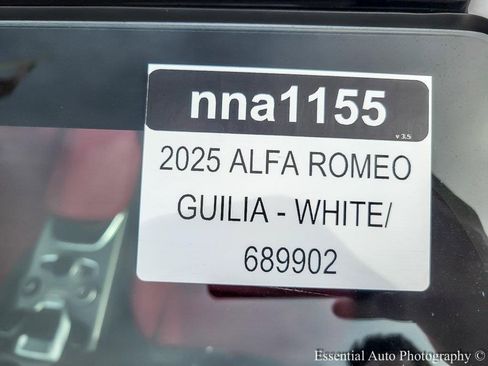 nna1155
v 3.5
2025 ALFA ROMEO
GUILIA - WHITE/
689902
Essential Auto Photography ©